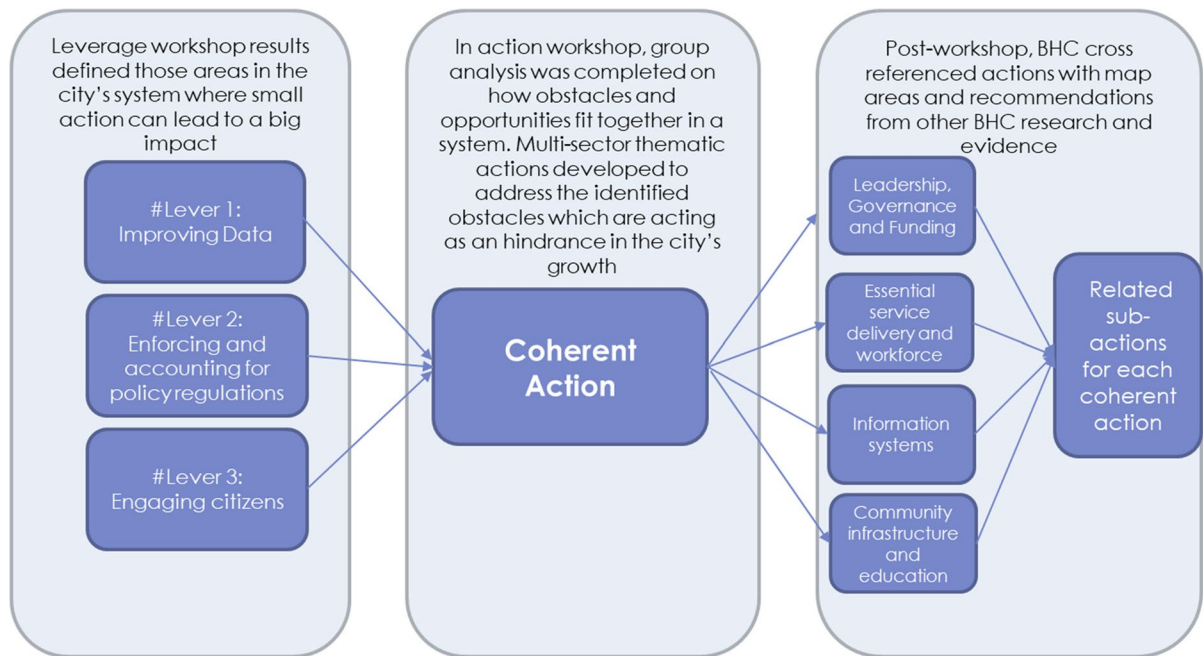 Leverage workshop results
defined those areas in the
city's system where small
action can lead to a big
impact
#Lever 1:
Improving Data
#Lever 2:
Enforcing and
accounting for
policy regulations
#Lever 3:
Engaging citizens
In action workshop, group
analysis was completed on
how obstacles and
opportunities fit together in a
system. Multi-sector thematic
actions developed to
address the identified
obstacles which are acting
as an hindrance in the city's
growth
Coherent
Action
Post-workshop, BHC cross
referenced actions with map
areas and recommendations
from other BHC research and
evidence
Leadership,
Governance
and Funding
Essential
service
delivery and
workforce
Information
systems
Community
infrastructure
and
education
Related
sub-
actions
for each
coherent
action